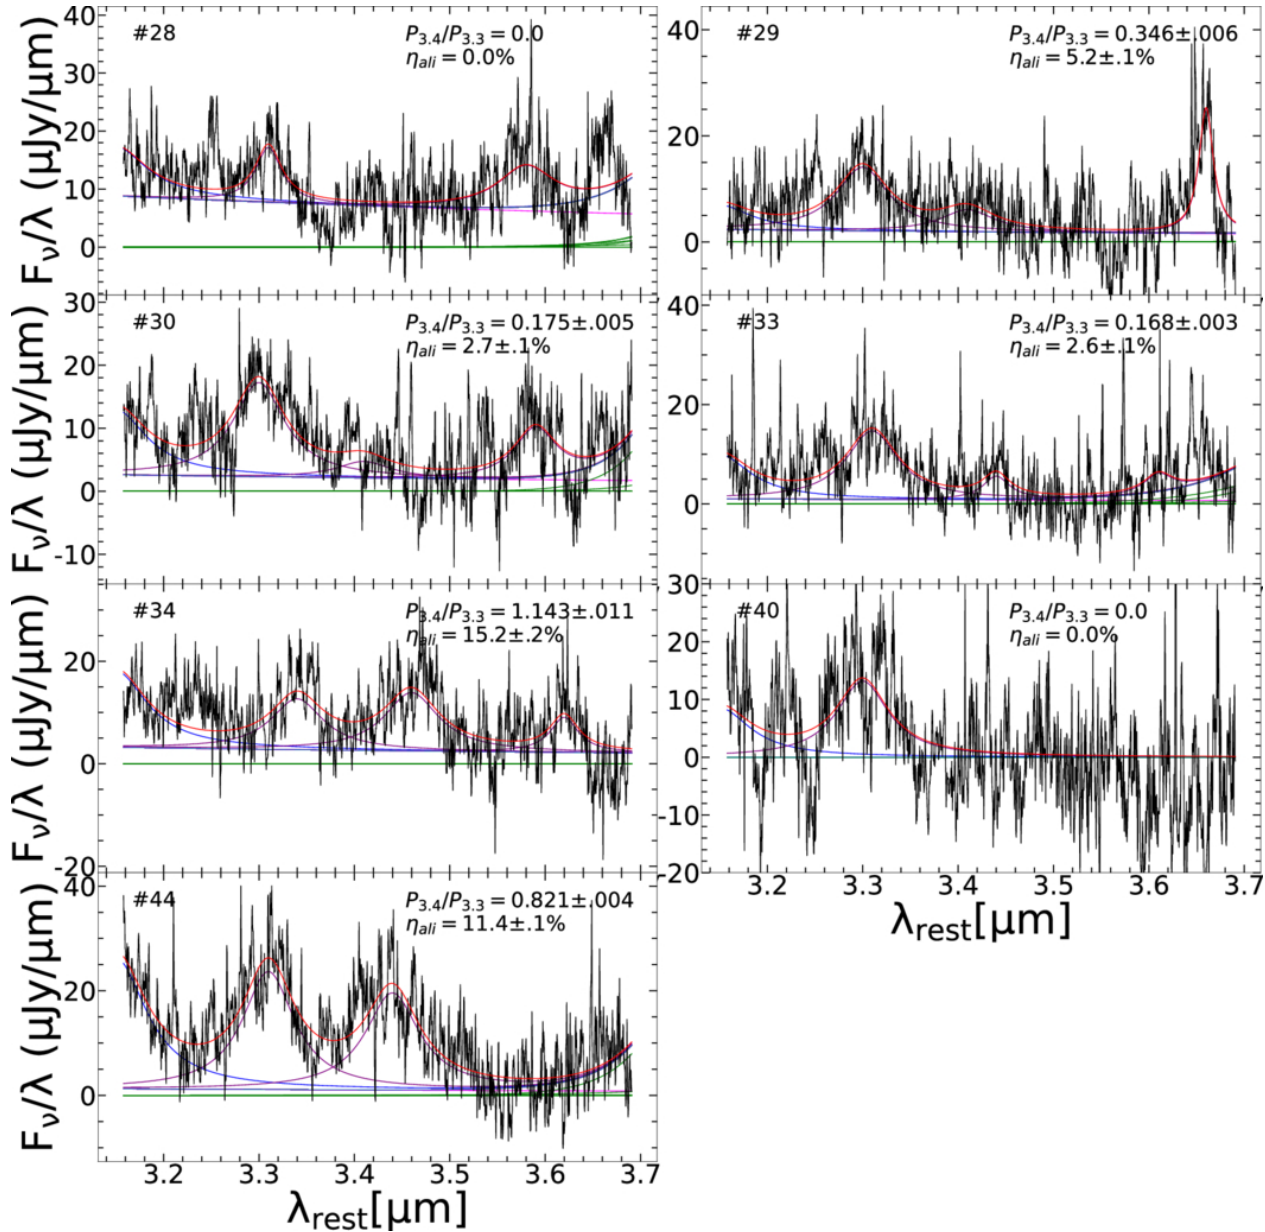 #28
P3.4/P3.3 = 0.0
ηali = 0.0%
Fν/λ (μJy/μm)
40
30
20
10
0
#29
P3.4/P3.3 = 0.346±.006
ηali = 5.2±.1%
40
20
0
#30
P3.4/P3.3 = 0.175±.005
ηali = 2.7±.1%
Fν/λ (μJy/μm)
30
20
10
0
-10
#33
P3.4/P3.3 = 0.168±.003
ηali = 2.6±.1%
40
20
0
#34
P3.4/P3.3 = 1.143±.011
ηali = 15.2±.2%
Fν/λ (μJy/μm)
20
0
-20
#40
P3.4/P3.3 = 0.0
ηali = 0.0%
30
20
10
0
-10
-20
3.2 3.3 3.4 3.5 3.6 3.7
λrest[μm]
#44
P3.4/P3.3 = 0.821±.004
ηali = 11.4±.1%
Fν/λ (μJy/μm)
40
20
0
3.2 3.3 3.4 3.5 3.6 3.7
λrest[μm]